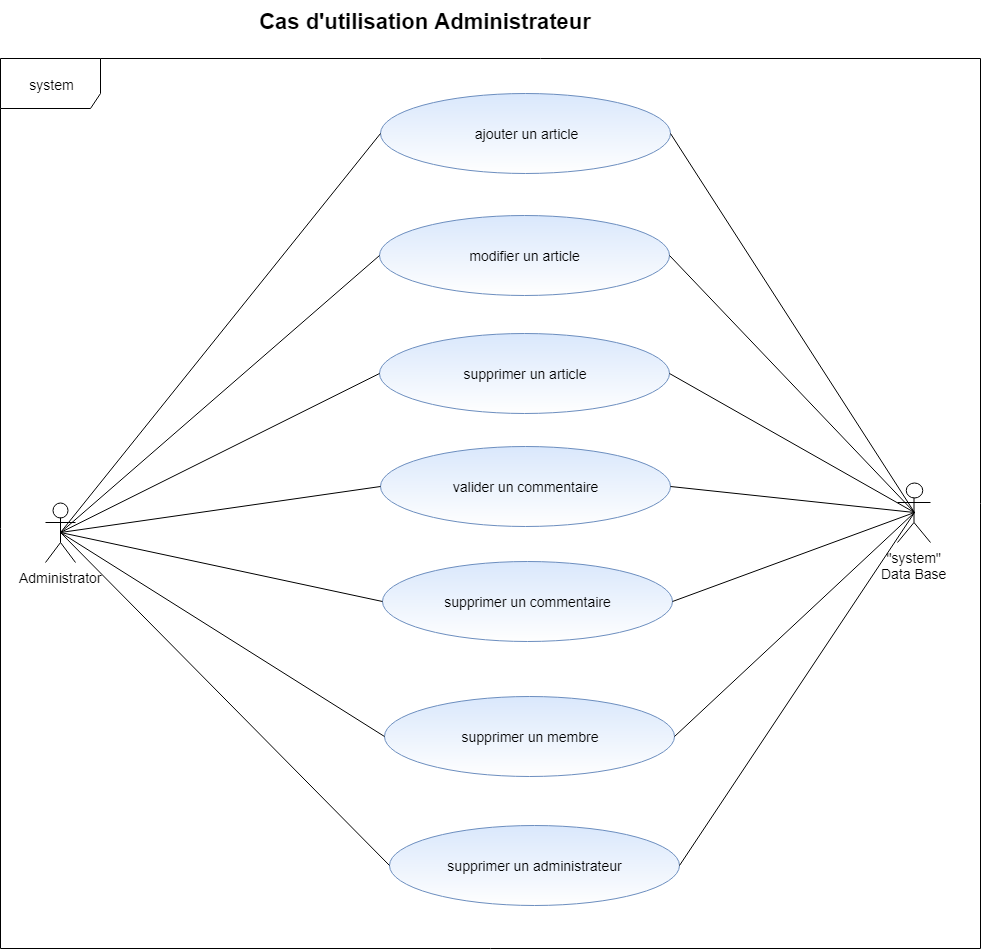 Cas d'utilisation Administrateur
system
ajouter un article
modifier un article
supprimer un article
valider un commentaire
Administrator
"system"
Data Base
supprimer un commentaire
supprimer un membre
supprimer un administrateur